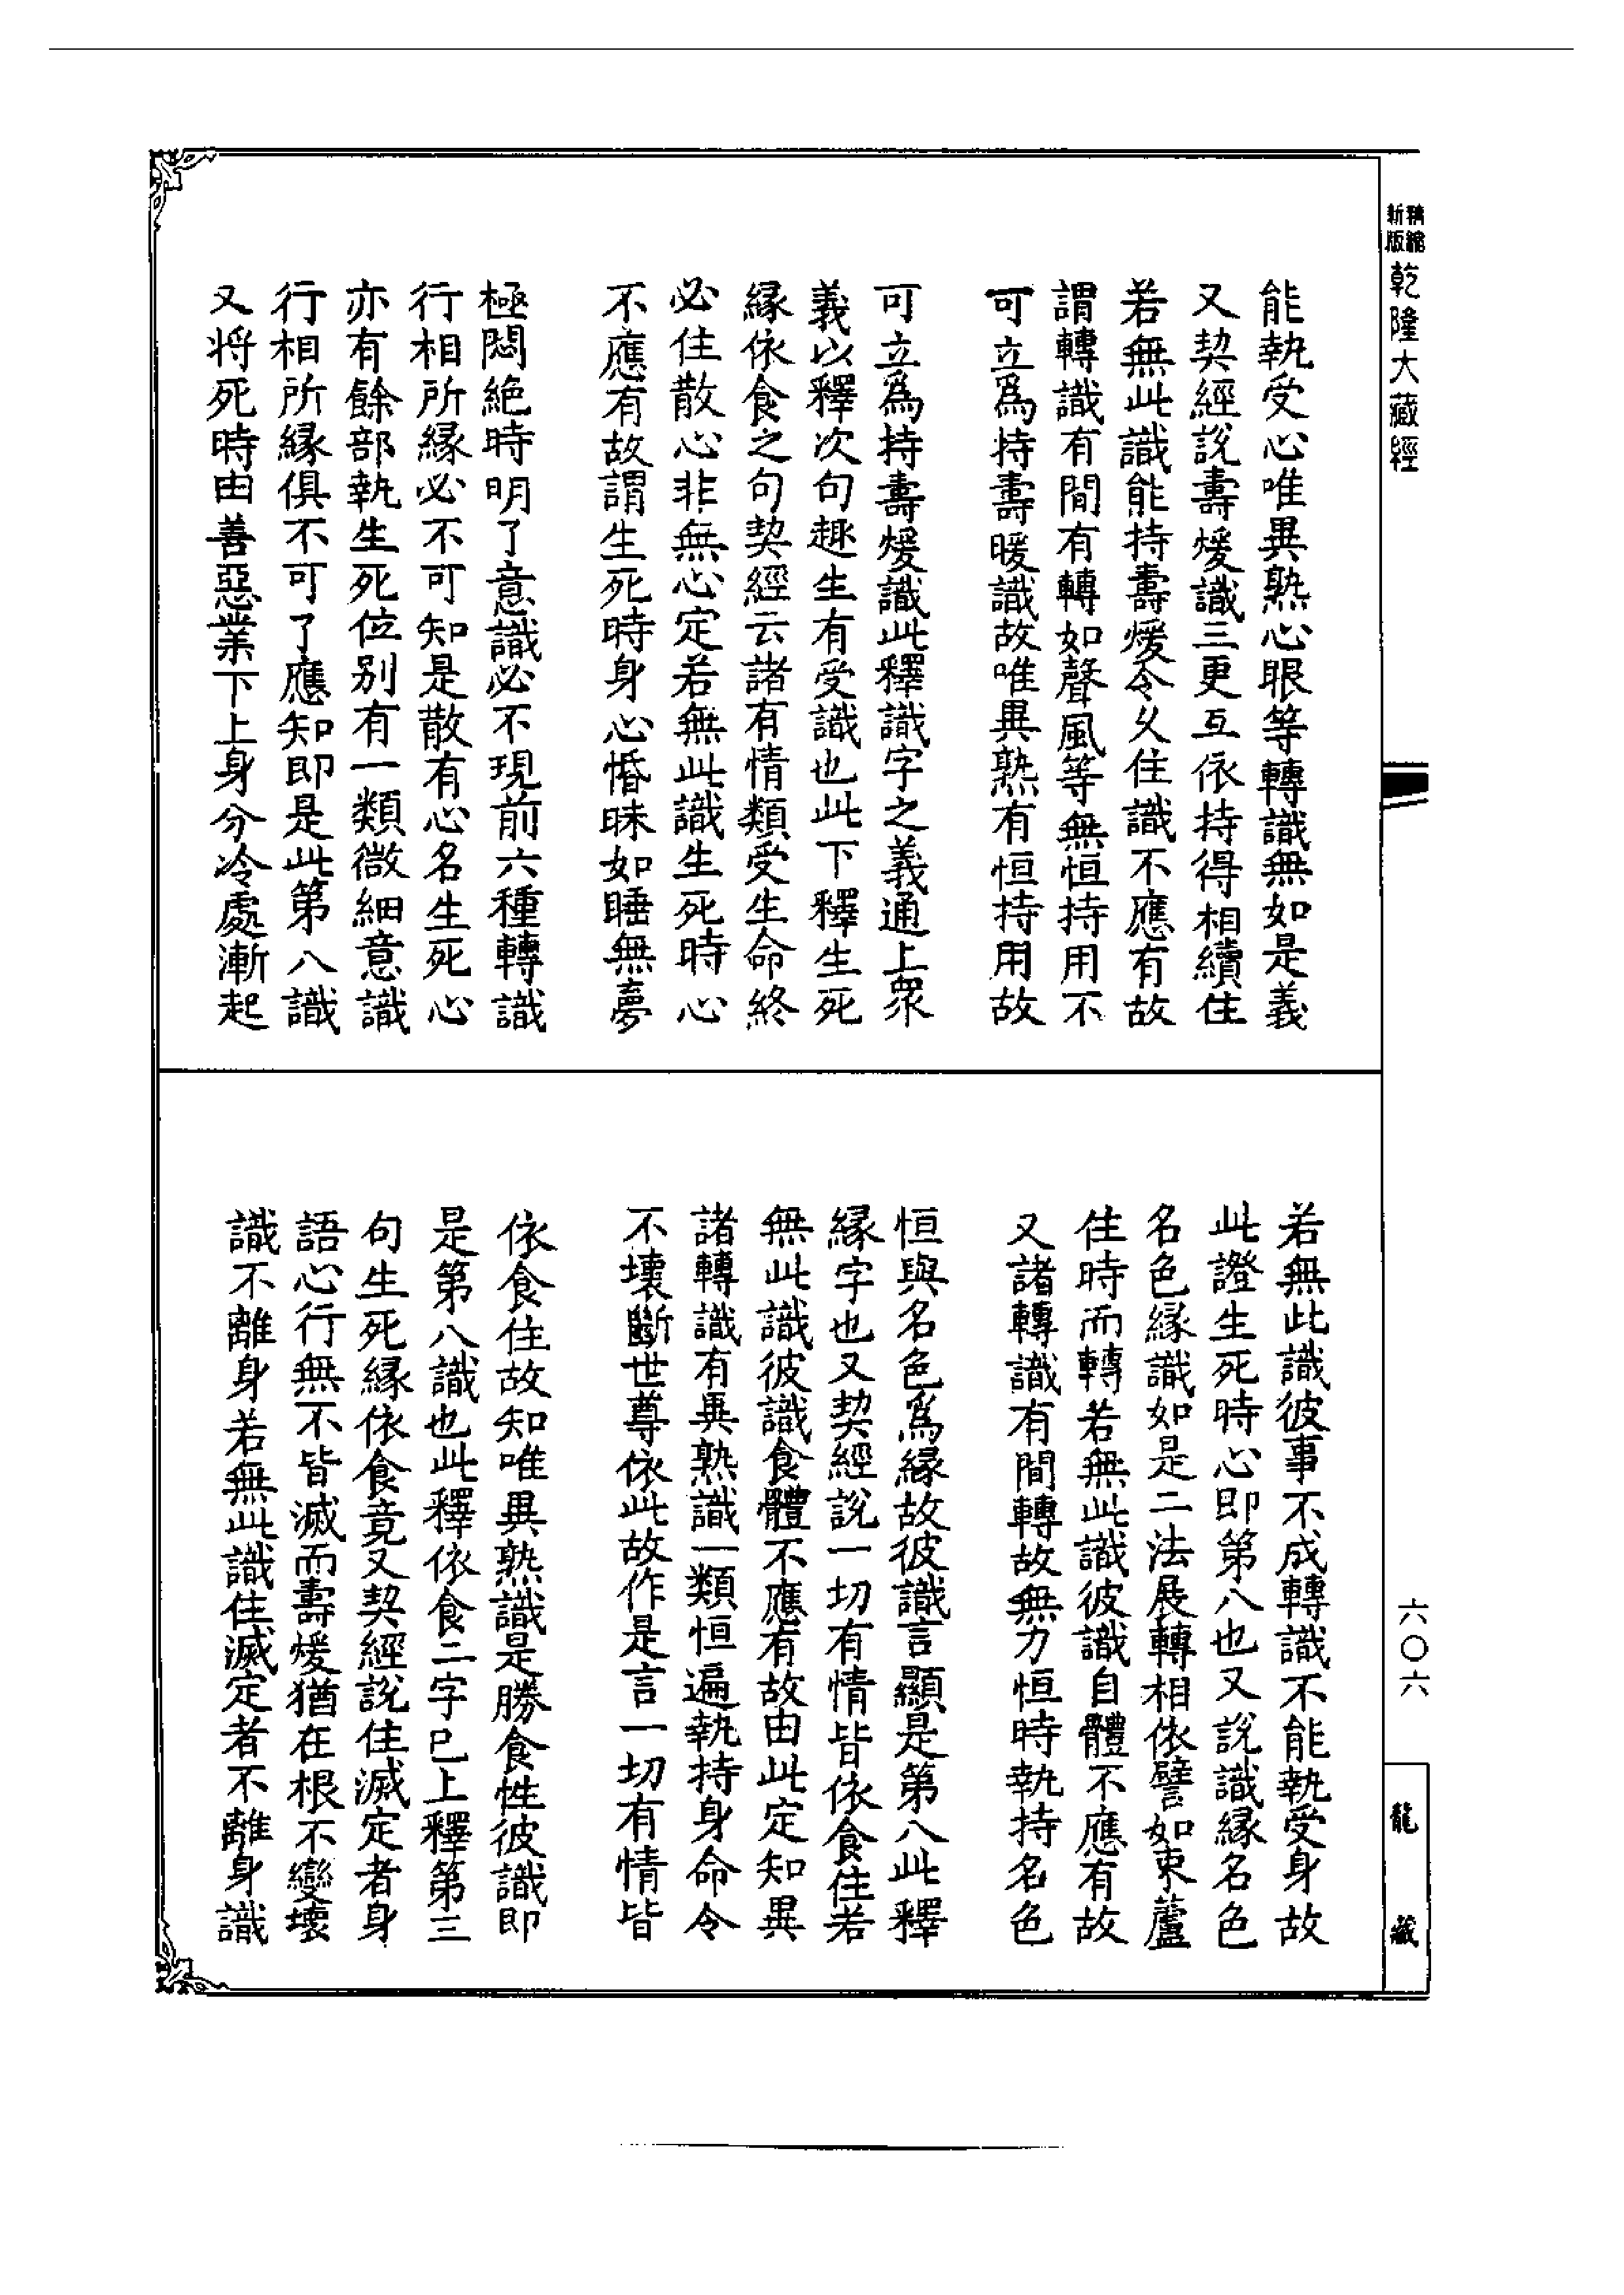 新版
精縮
乾隆大藏經
能執受心唯異熟心眼等轉識無如是義
又契經說壽煖識三更互依持得相續住
若無此識能持壽煖令久住識不應有故
謂轉識有間有轉如聲風等無恒持用不
可立爲持壽暖識故唯異熟有恒持用故
可立爲持壽煖識此釋識字之義通上眾
義以釋次句趣生有受識也此下釋生死
緣依食之句契經云諸有情類受生命終
必住散心非無心定若無此識生死時心
不應有故謂生死時身心惛昧如睡無夢
極悶絕時明了意識必不現前六種轉識
行相所緣必不可知是散有心名生死心
亦有餘部執生死位別有一類微細意識
行相所緣俱不可了應知即是此第八識
又將死時由善惡業下上身分冷處漸起
若無此識彼事不成轉識不能執受身故
此證生死時心即第八也又說識緣名色
名色緣識如是二法展轉相依譬如束蘆
住時而轉若無此識彼識自體不應有故
又諸轉識有間轉故無力恒時執持名色
恒與名色爲緣故彼識言顯是第八此釋
緣字也又契經說一切有情皆依食住若
無此識彼識食體不應有故由此定知異
諸轉識有異熟識一類恒遍執持身命令
不壞斷世尊依此故作是言一切有情皆
依食住故知唯異熟識是勝食性彼識即
是第八識也此釋依食二字已上釋第三
句生死緣依食竟又契經說住滅定者身
語心行無不皆滅而壽煖猶在根不變壞
識不離身若無此識住滅定者不離身識
六〇六
龍藏